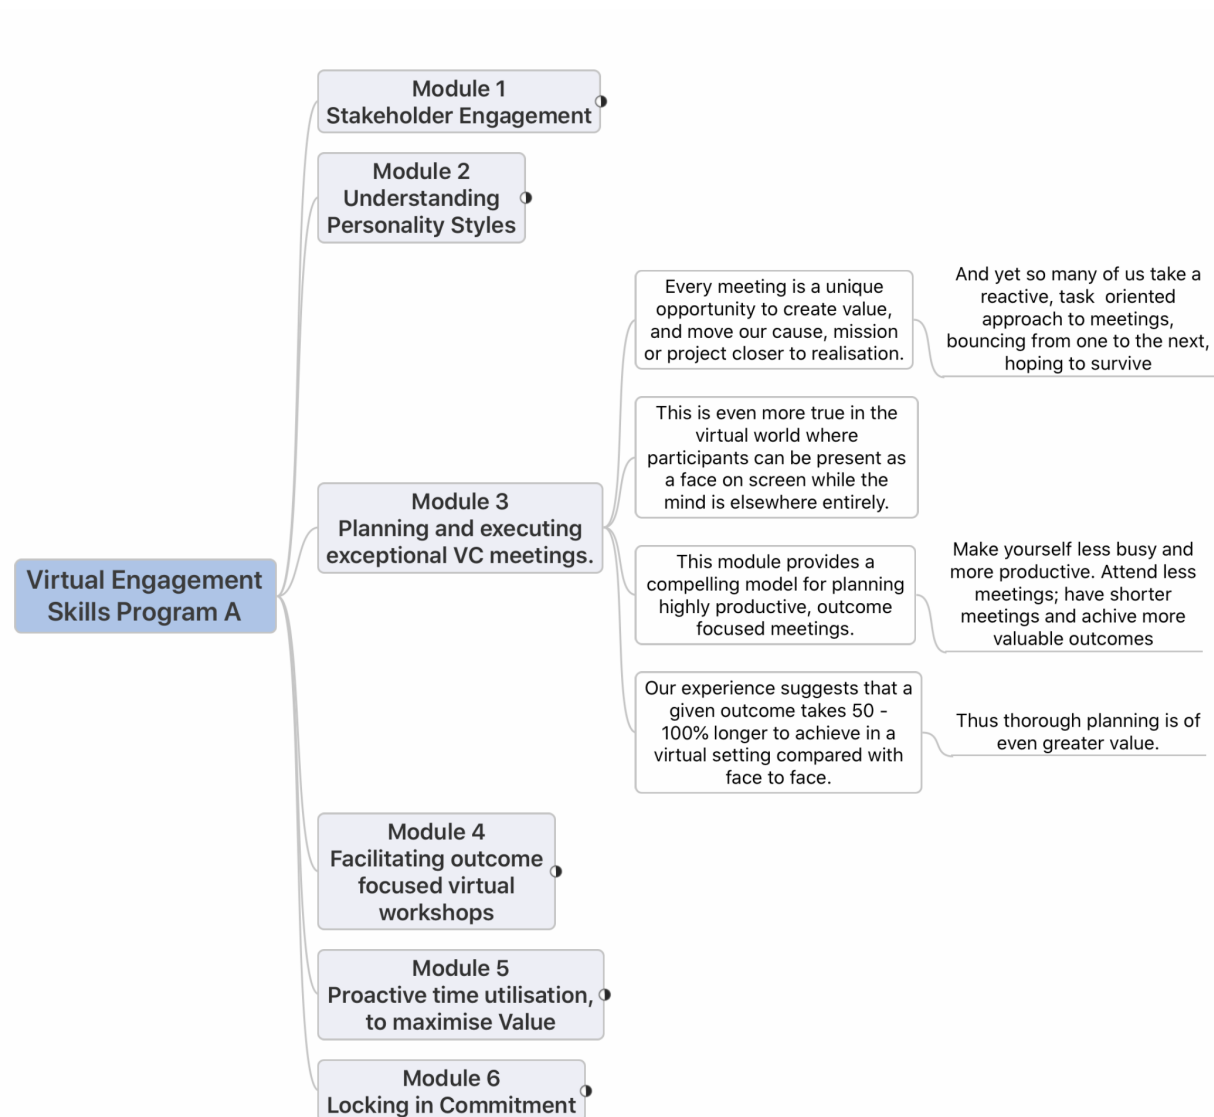 Virtual Engagement
Skills Program A
Module 1
Stakeholder Engagement
Module 2
Understanding
Personality Styles
Module 3
Planning and executing
exceptional VC meetings.
Every meeting is a unique
opportunity to create value,
and move our cause, mission
or project closer to realisation.
And yet so many of us take a
reactive, task  oriented
approach to meetings,
bouncing from one to the next,
hoping to survive
This is even more true in the
virtual world where
participants can be present as
a face on screen while the
mind is elsewhere entirely.
This module provides a
compelling model for planning
highly productive, outcome
focused meetings.
Make yourself less busy and
more productive. Attend less
meetings; have shorter
meetings and achive more
valuable outcomes
Our experience suggests that a
given outcome takes 50 -
100% longer to achieve in a
virtual setting compared with
face to face.
Thus thorough planning is of
even greater value.
Module 4
Facilitating outcome
focused virtual
workshops
Module 5
Proactive time utilisation,
to maximise Value
Module 6
Locking in Commitment